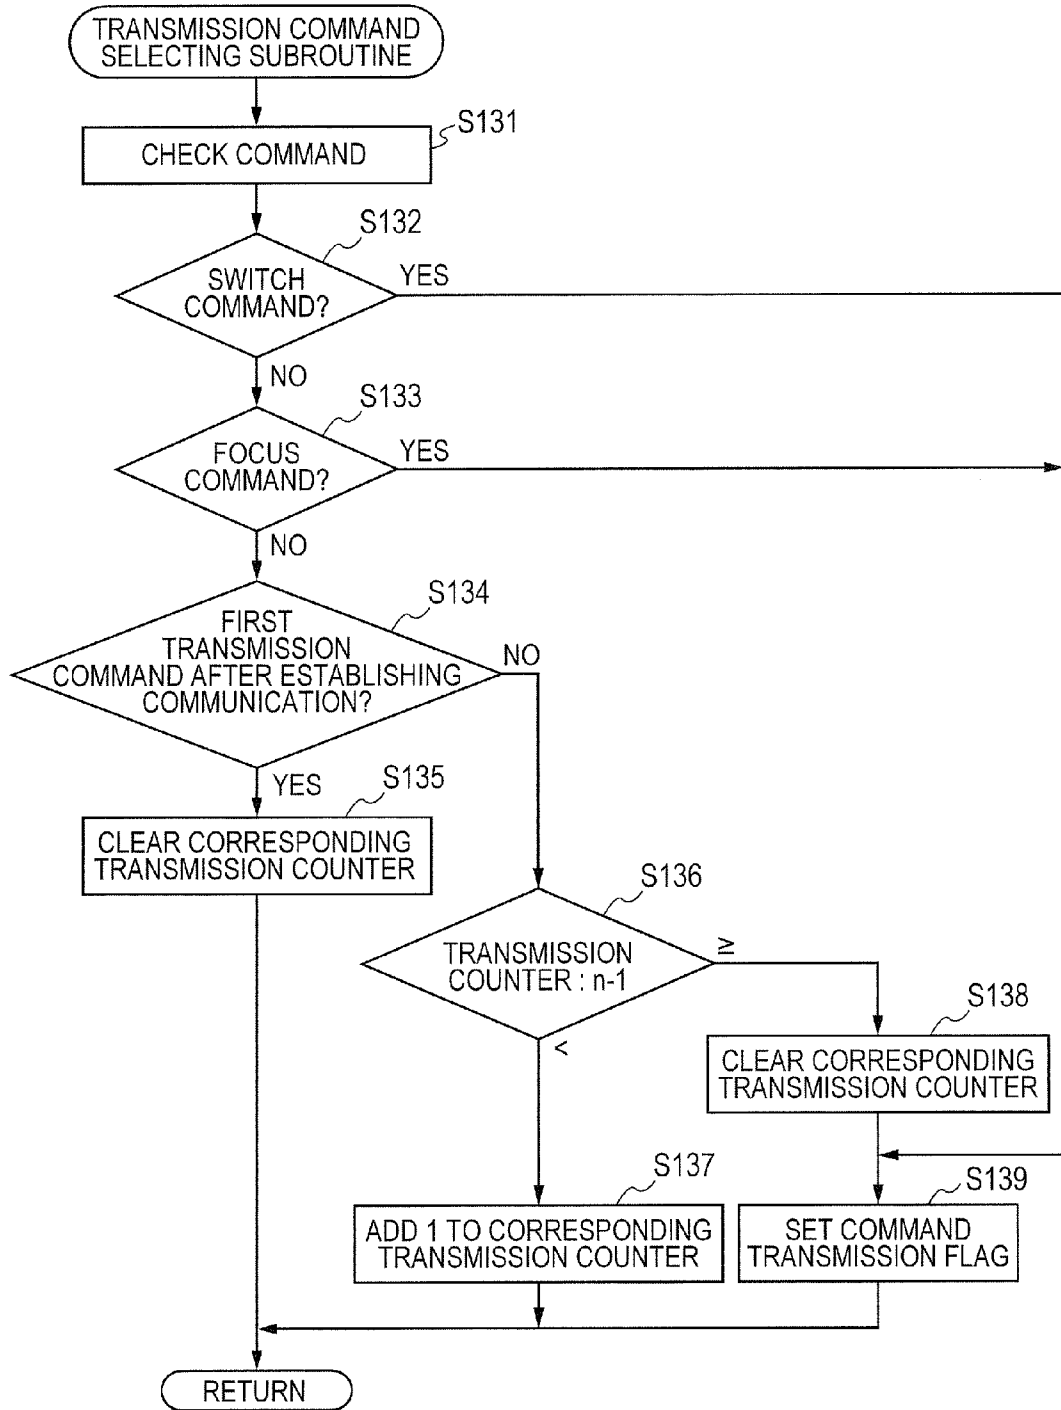 TRANSMISSION COMMAND
SELECTING SUBROUTINE
S131
CHECK COMMAND
S132
SWITCH
COMMAND?
YES
NO
S133
FOCUS
COMMAND?
YES
NO
S134
FIRST
TRANSMISSION
COMMAND AFTER ESTABLISHING
COMMUNICATION?
NO
YES
S135
CLEAR CORRESPONDING
TRANSMISSION COUNTER
S136
TRANSMISSION
COUNTER : n-1
≥
<
S138
CLEAR CORRESPONDING
TRANSMISSION COUNTER
S137
ADD 1 TO CORRESPONDING
TRANSMISSION COUNTER
S139
SET COMMAND
TRANSMISSION FLAG
RETURN